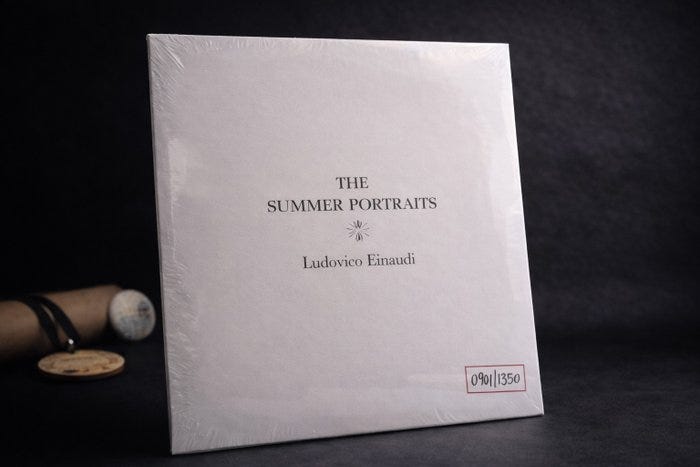 THE
SUMMER PORTRAITS
Ludovico Einaudi
0901/1350